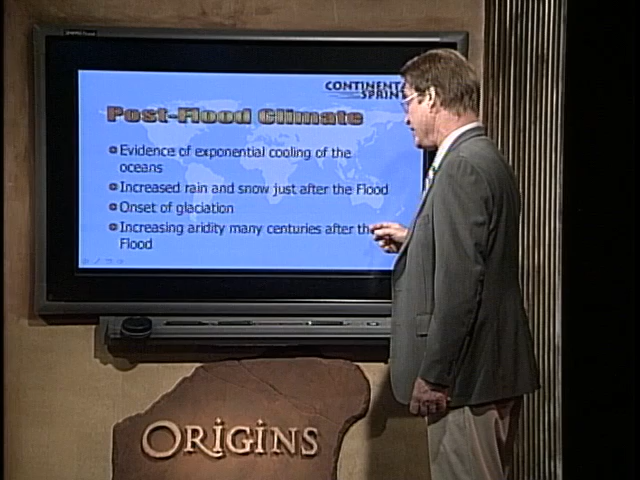 CONTINENTAL
SPRINT
Post-Flood Climate
Evidence of exponential cooling of the
oceans
Increased rain and snow just after the Flood
Onset of glaciation
Increasing aridity many centuries after the
Flood
ORiGiNS